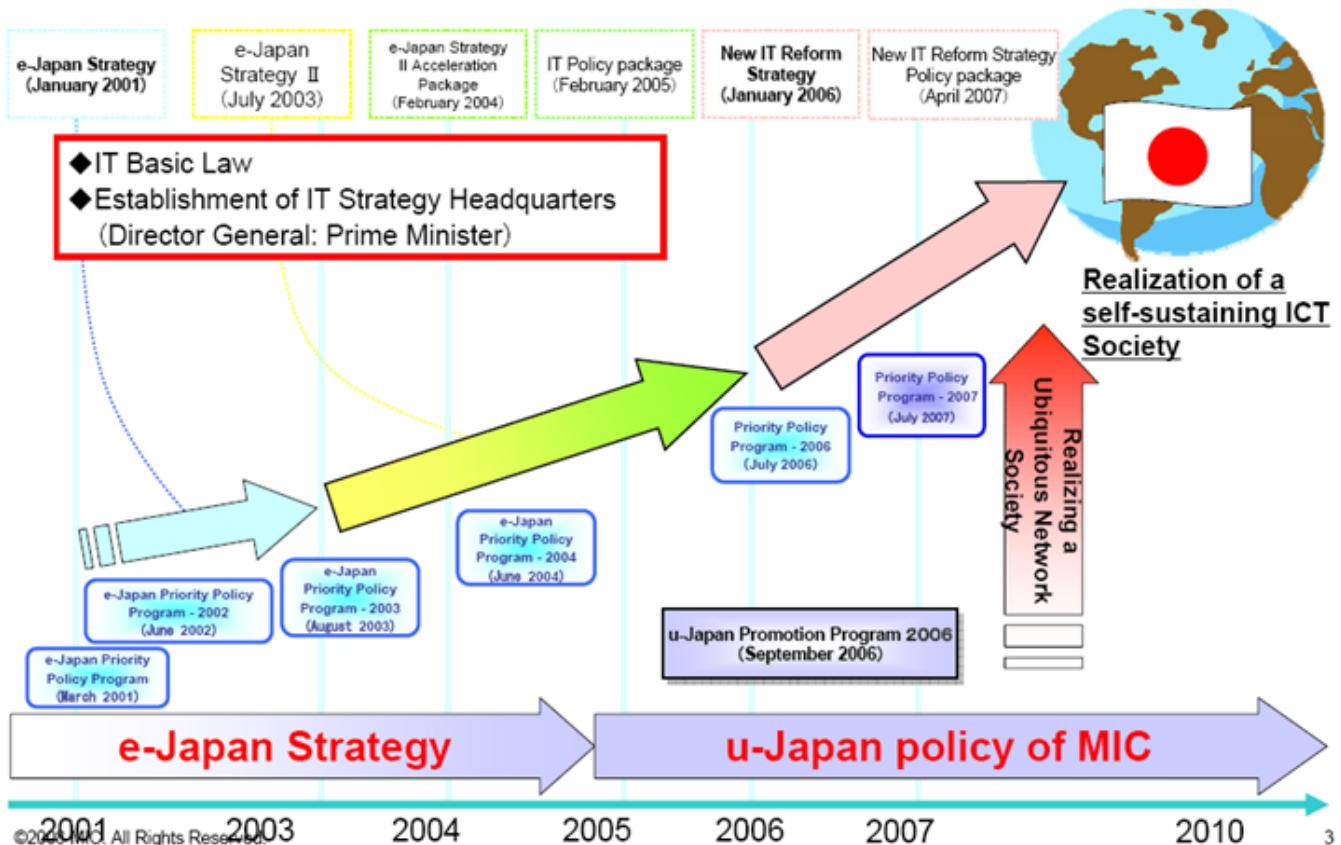 e-Japan Strategy
(January 2001)
e-Japan
Strategy Ⅱ
(July 2003)
e-Japan Strategy
II Acceleration
Package
(February 2004)
IT Policy package
(February 2005)
New IT Reform
Strategy
(January 2006)
New IT Reform Strategy
Policy package
(April 2007)
◆IT Basic Law
◆Establishment of IT Strategy Headquarters
(Director General: Prime Minister)
Realization of a
self-sustaining ICT
Society
Priority Policy
Program - 2007
(July 2007)
Priority Policy
Program - 2006
(July 2006)
Realizing a
Ubiquitous Network
Society
e-Japan
Priority Policy
Program - 2004
(June 2004)
e-Japan
Priority Policy
Program - 2003
(August 2003)
e-Japan Priority Policy
Program - 2002
(June 2002)
e-Japan Priority
Policy Program
(March 2001)
u-Japan Promotion Program 2006
(September 2006)
e-Japan Strategy
u-Japan policy of MIC
2001 2003 2004 2005 2006 2007 2010
MIC. All Rights Reserved.
3